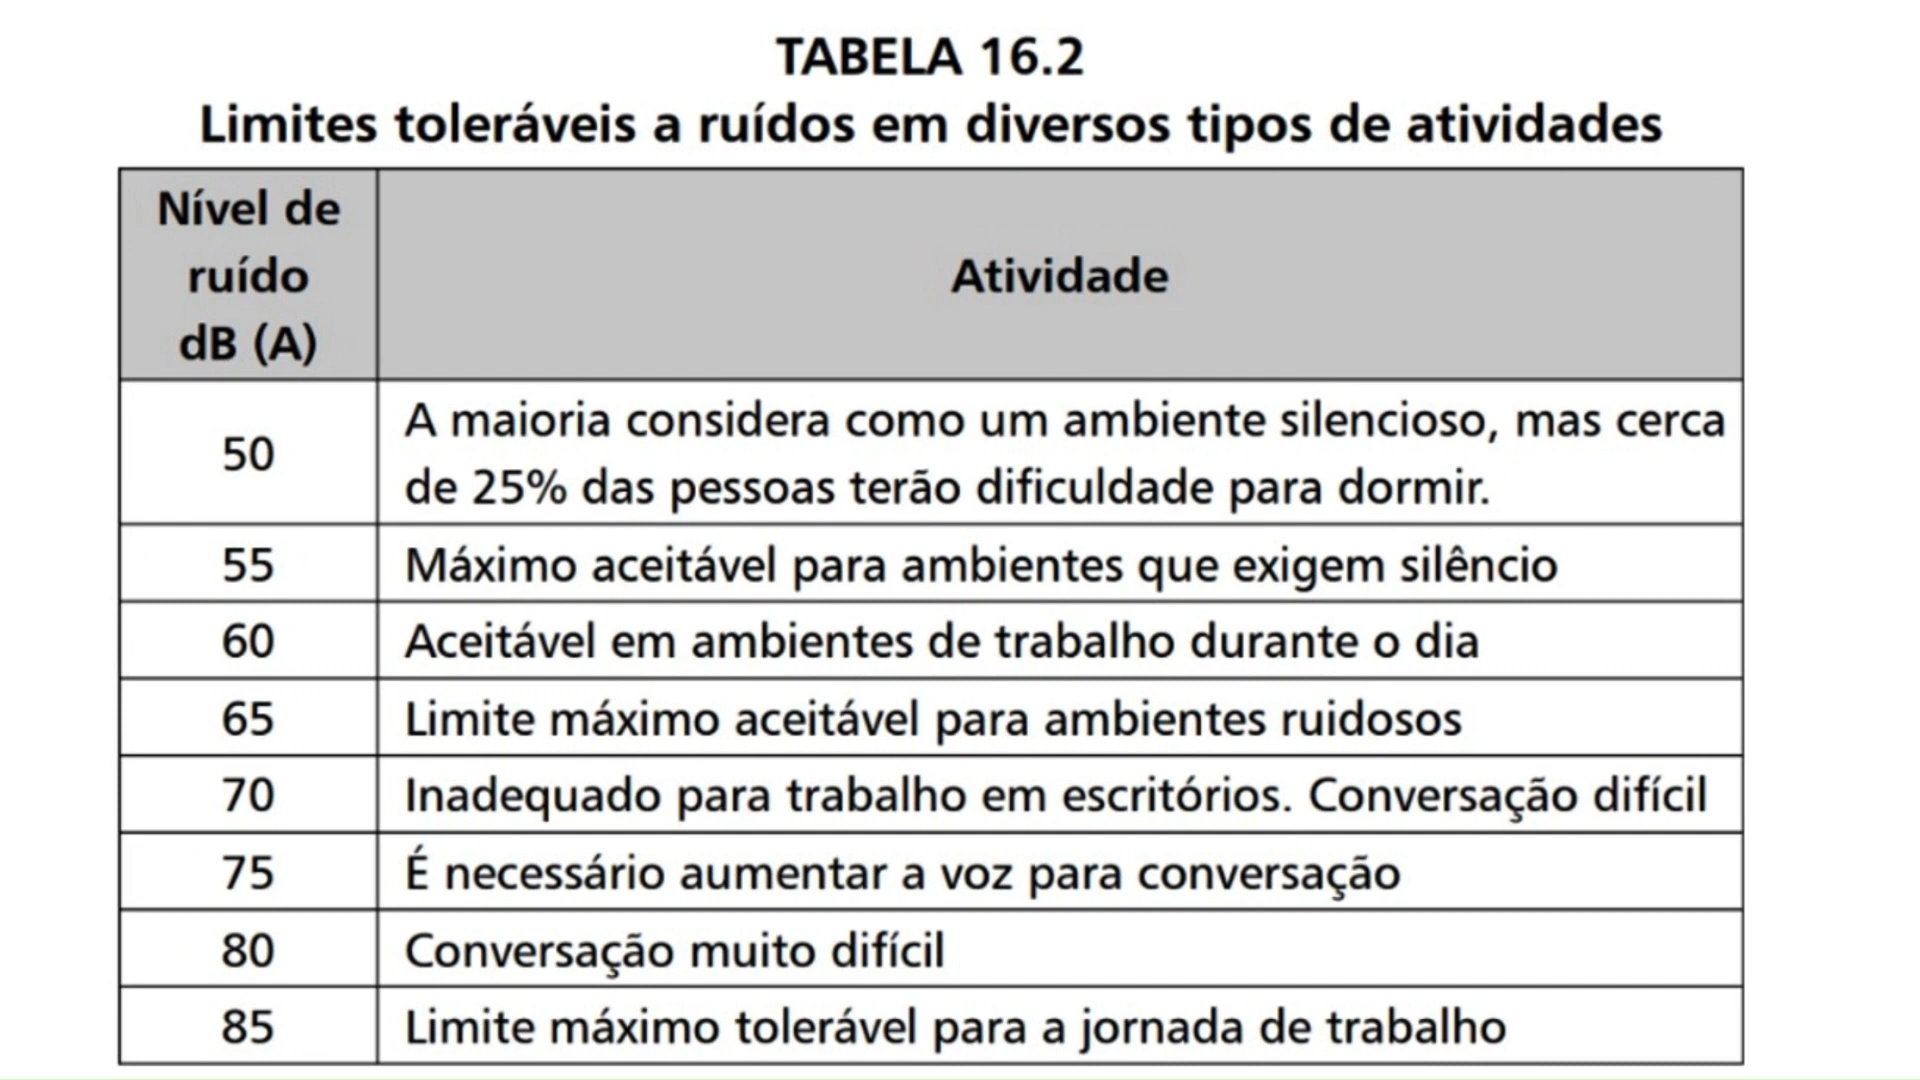 TABELA 16.2
Limites toleráveis a ruídos em diversos tipos de atividades
Nível de
ruído
dB (A)
Atividade
50
A maioria considera como um ambiente silencioso, mas cerca
de 25% das pessoas terão dificuldade para dormir.
55
Máximo aceitável para ambientes que exigem silêncio
60
Aceitável em ambientes de trabalho durante o dia
65
Limite máximo aceitável para ambientes ruidosos
70
Inadequado para trabalho em escritórios. Conversação difícil
75
É necessário aumentar a voz para conversação
80
Conversação muito difícil
85
Limite máximo tolerável para a jornada de trabalho